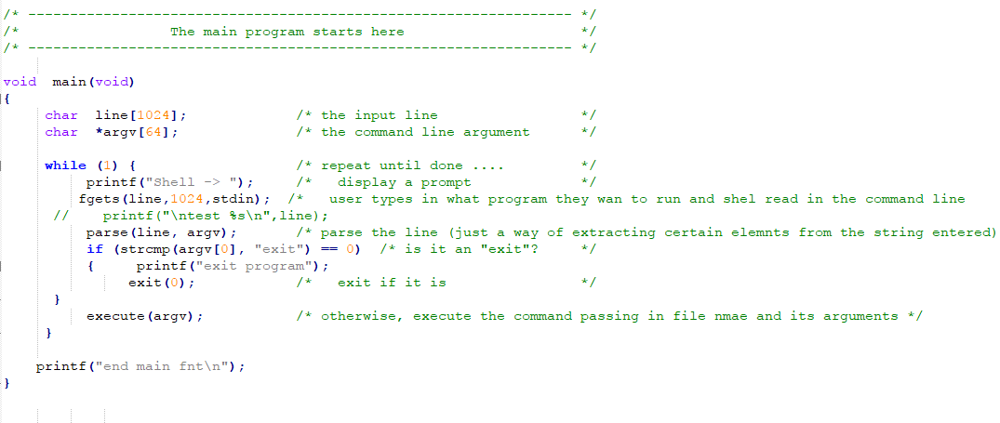 /* ----------------------------------------------------------------- */
/*                  The main program starts here                     */
/* ----------------------------------------------------------------- */
void  main(void)
{
     char  line[1024];             /* the input line                 */
     char  *argv[64];              /* the command line argument      */
     while (1) {                   /* repeat until done ....         */
          printf("Shell -> ");     /*   display a prompt             */
         fgets(line,1024,stdin);  /*   user types in what program they wan to run and shel read in the command line
      //    printf("\ntest %s\n",line);
          parse(line, argv);       /* parse the line (just a way of extracting certain elemnts from the string entered)
          if (strcmp(argv[0], "exit") == 0)  /* is it an "exit"?     */
          {     printf("exit program");
               exit(0);            /*   exit if it is                */
      }
          execute(argv);           /* otherwise, execute the command passing in file nmae and its arguments */
     }
    printf("end main fnt\n");
}